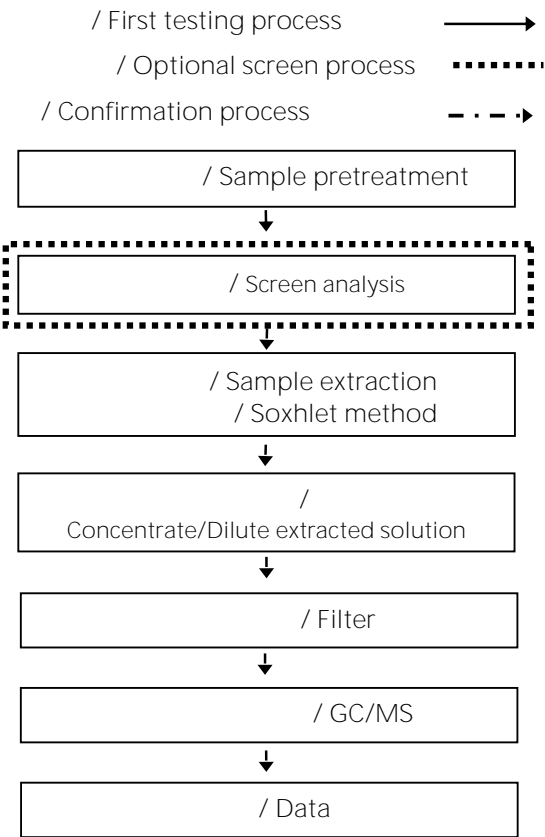 / First testing process
/ Optional screen process
/ Confirmation process
/ Sample pretreatment
/ Screen analysis
/ Sample extraction
/ Soxhlet method
/
Concentrate/Dilute extracted solution
/ Filter
/ GC/MS
/ Data